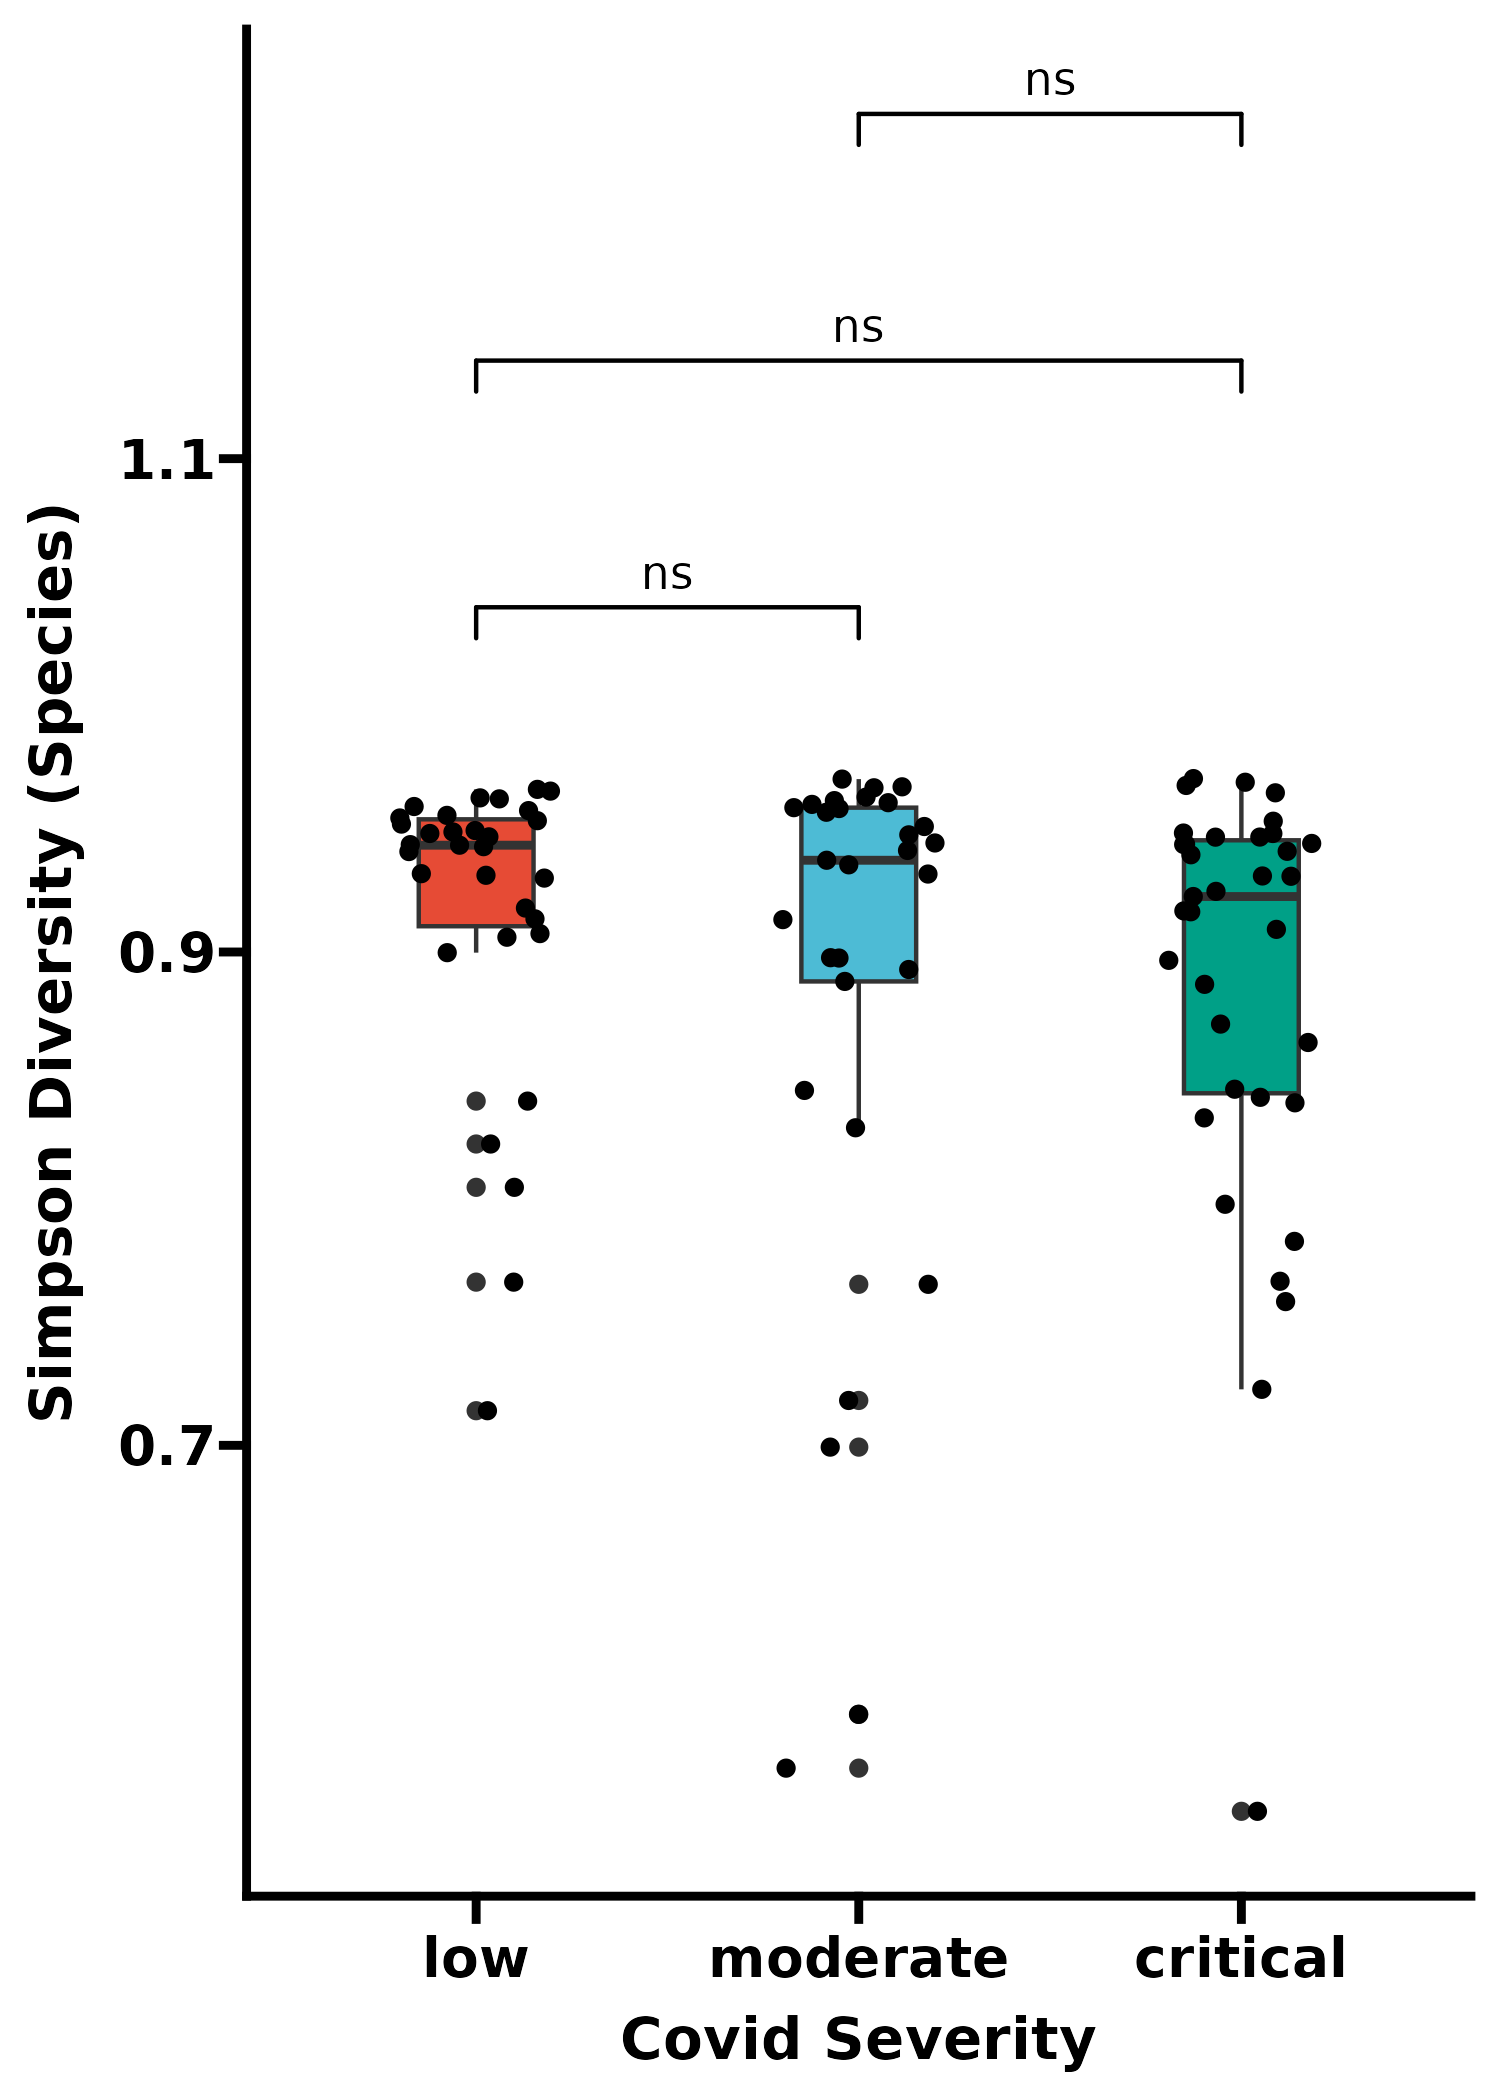 ns
ns
1.1
ns
0.9
0.7
Simpson Diversity (Species)
low moderate critical
Covid Severity